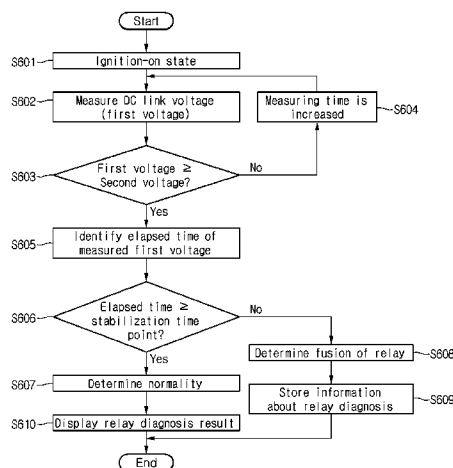 Start
S601
Ignition-on state
S602
Measure DC link voltage
(first voltage)
Measuring time is
increased
S604
S603
First voltage ≥
Second voltage?
No
Yes
S605
Identify elapsed time of
measured first voltage
S606
Elapsed time ≥
stabilization time
point?
No
Yes
Determine fusion of relay
S608
S607
Determine normality
Store information
about relay diagnosis
S609
S610
Display relay diagnosis result
End